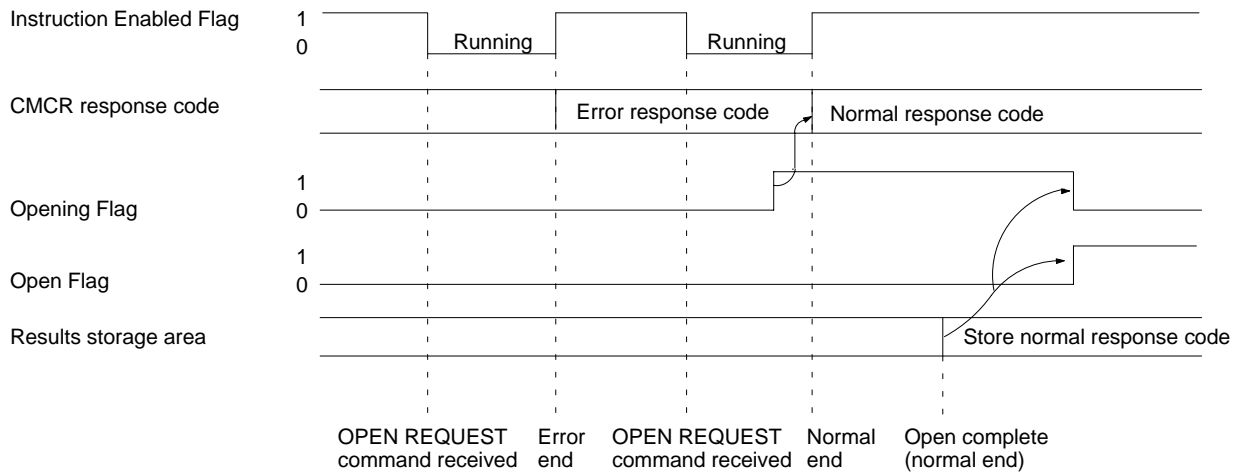 Instruction Enabled Flag
1
0
Running
Running
CMCR response code
Error response code
Normal response code
1
Opening Flag
0
1
Open Flag
0
Results storage area
Store normal response code
OPEN REQUEST
command received
Error
end
OPEN REQUEST
command received
Normal
end
Open complete
(normal end)